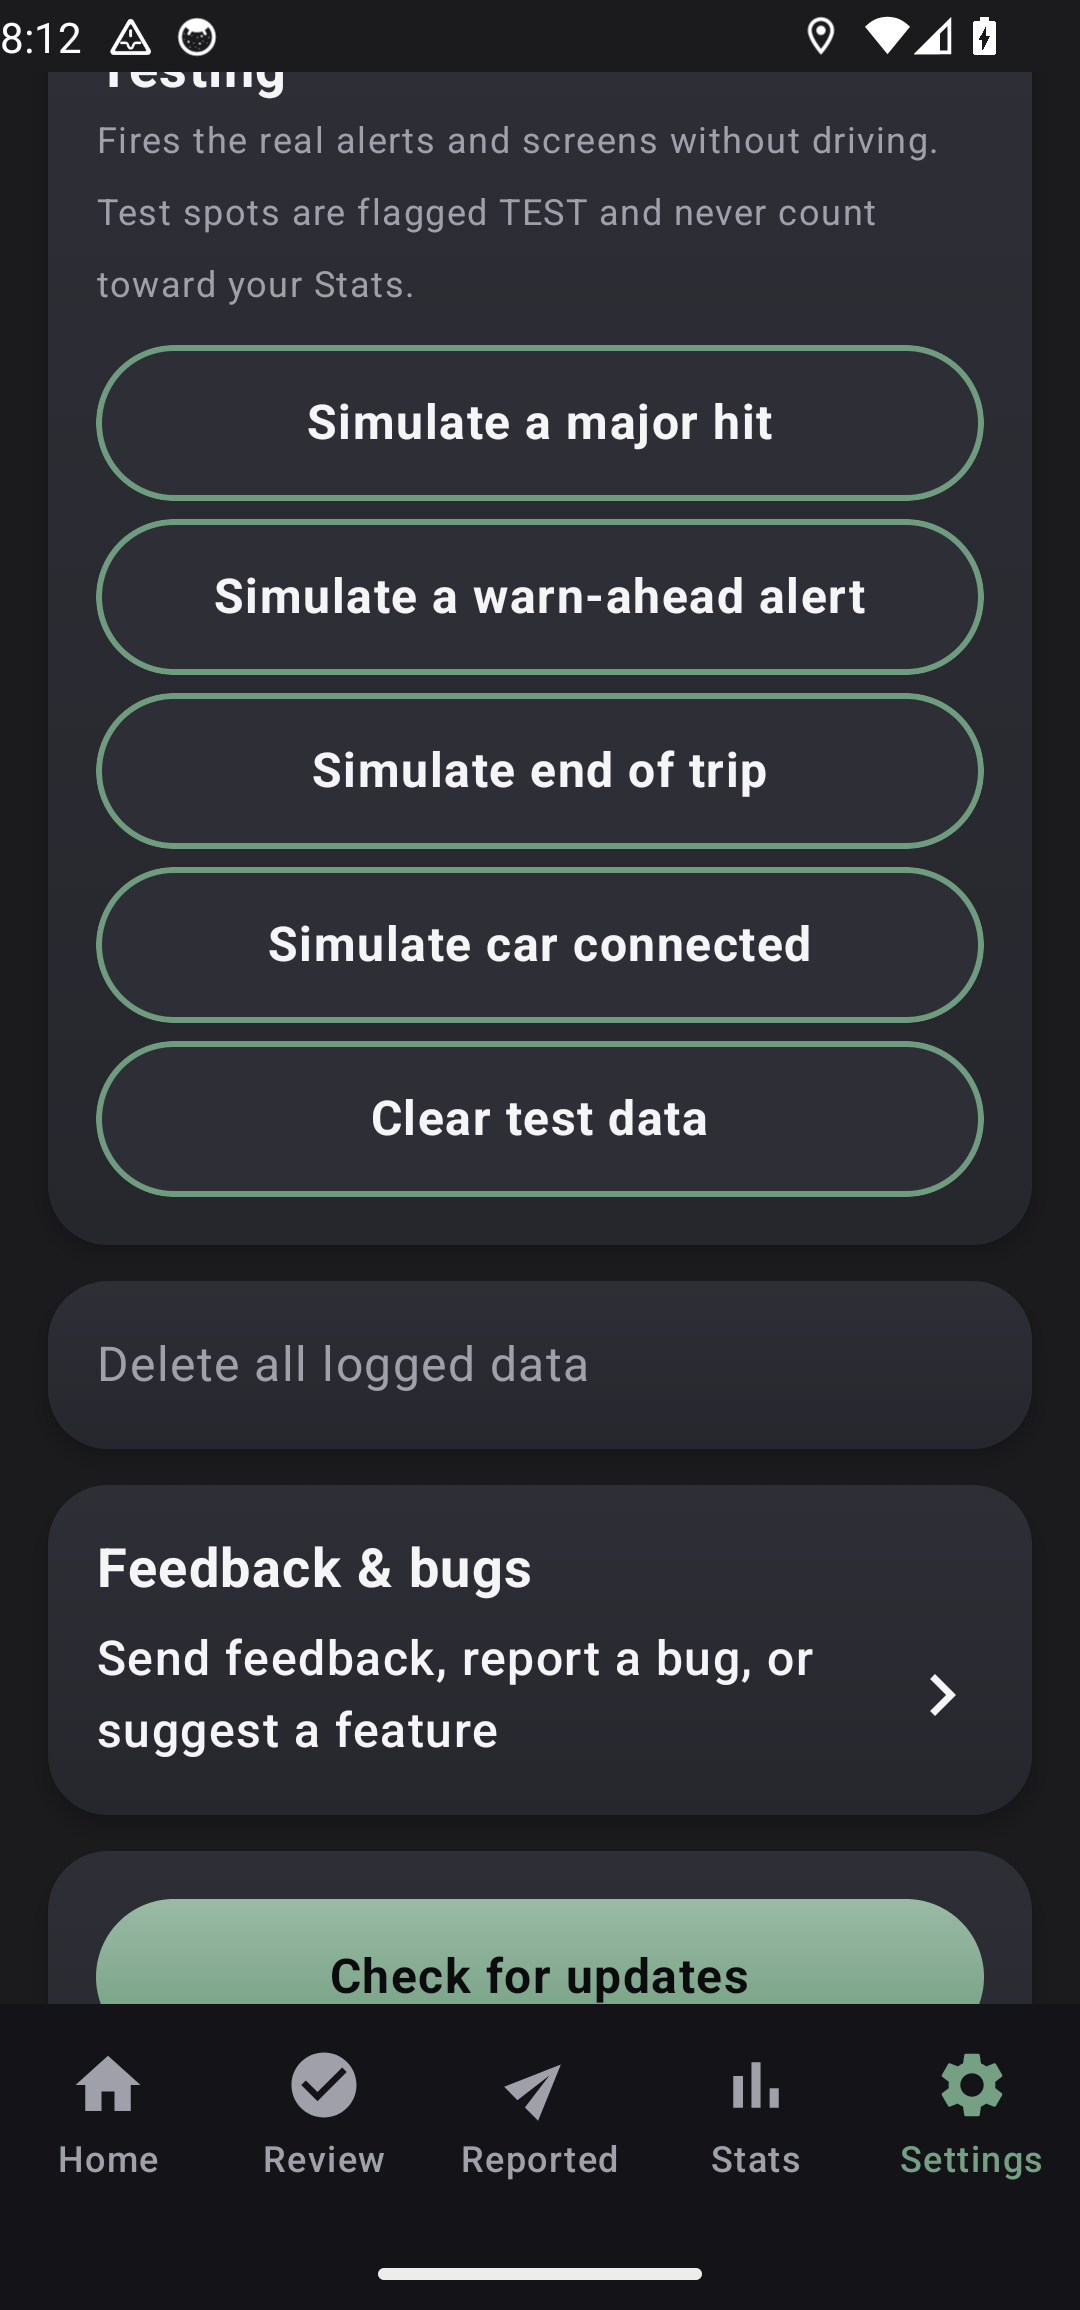 8:12
Testing
Fires the real alerts and screens without driving.
Test spots are flagged TEST and never count
toward your Stats.
Simulate a major hit
Simulate a warn-ahead alert
Simulate end of trip
Simulate car connected
Clear test data
Delete all logged data
Feedback & bugs
Send feedback, report a bug, or
suggest a feature
Check for updates
Home
Review
Reported
Stats
Settings